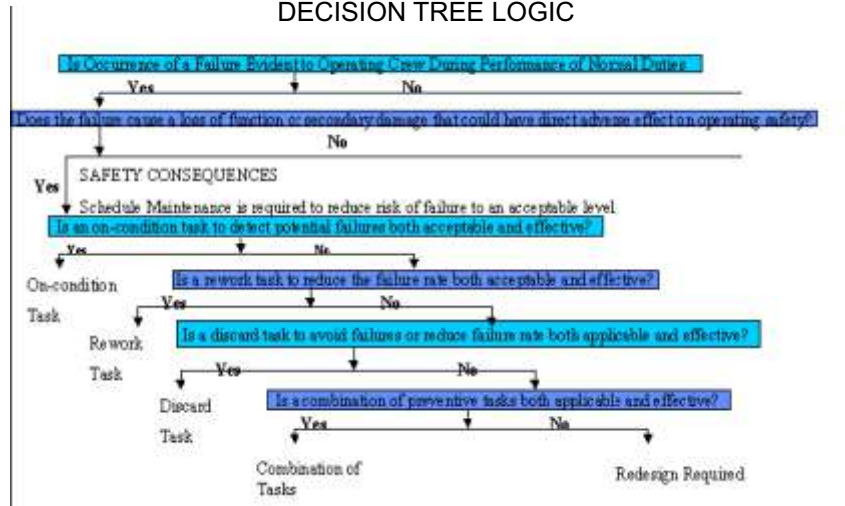 DECISION TREE LOGIC
Is Occurrence of a Failure Evident to Operating Crew During Performance of Normal Duties
Yes No
Does the failure cause a loss of function or secondary damage that could have direct adverse effect on operating safety?
No
Yes
SAFETY CONSEQUENCES
Schedule Maintenance is required to reduce risk of failure to an acceptable level
Is an on-condition task to detect potential failures both acceptable and effective?
Yes No
On-condition
Task
Is a rework task to reduce the failure rate both acceptable and effective?
Yes No
Rework
Task
Is a discard task to avoid failures or reduce failure rate both applicable and effective?
Yes No
Discard
Task
Is a combination of preventive tasks both applicable and effective?
Yes No
Combination of
Tasks
Redesign Required